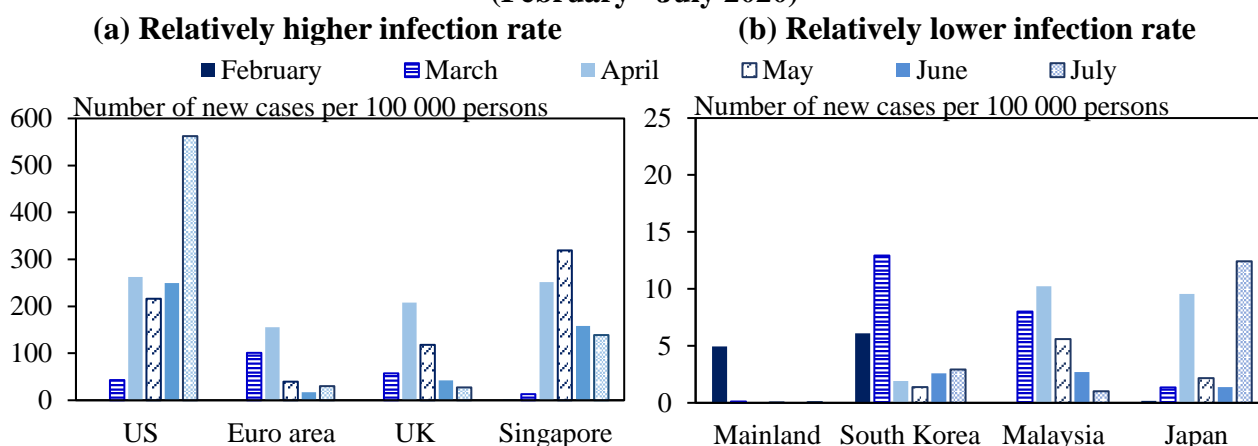 (February - July 2020)
(a) Relatively higher infection rate (b) Relatively lower infection rate
February March April May June July
Number of new cases per 100 000 persons Number of new cases per 100 000 persons
600 25
500 20
400 15
300 10
200 5
100 0
0
US Euro area UK Singapore Mainland South Korea Malaysia Japan